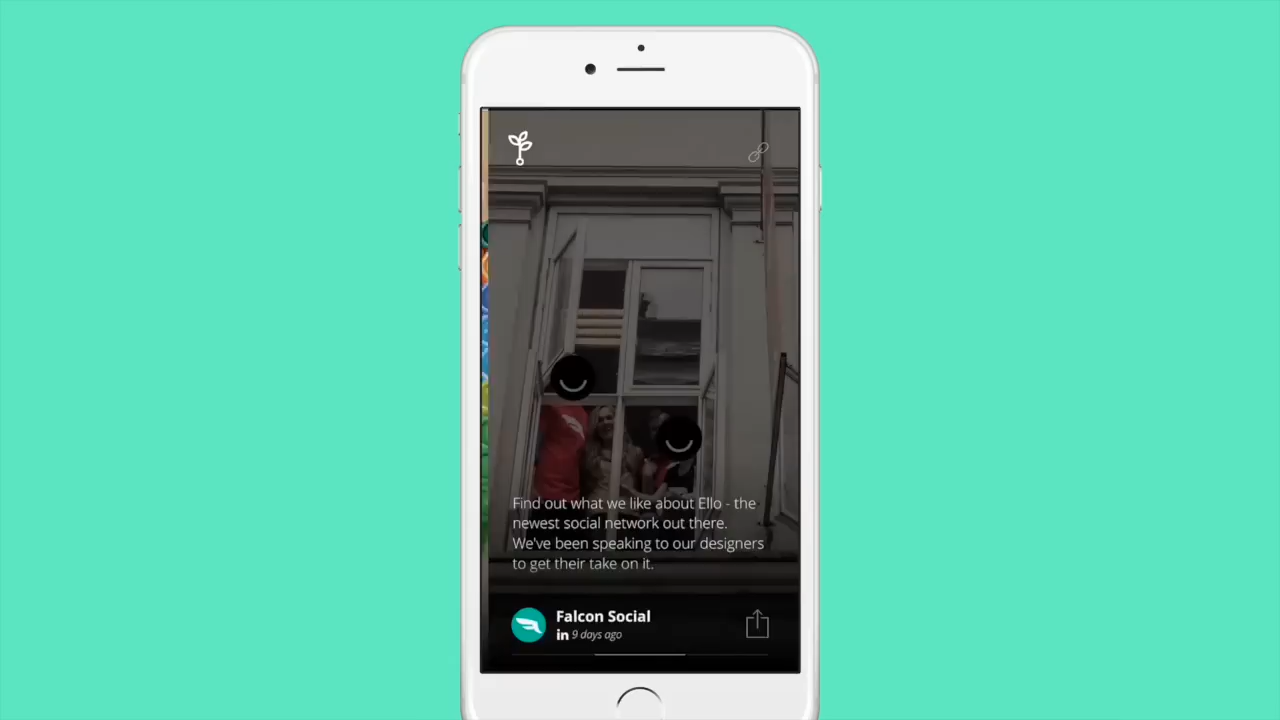 Find out what we like about Ello - the
newest social network out there.
We've been speaking to our designers
to get their take on it.
Falcon Social
in 9 days ago